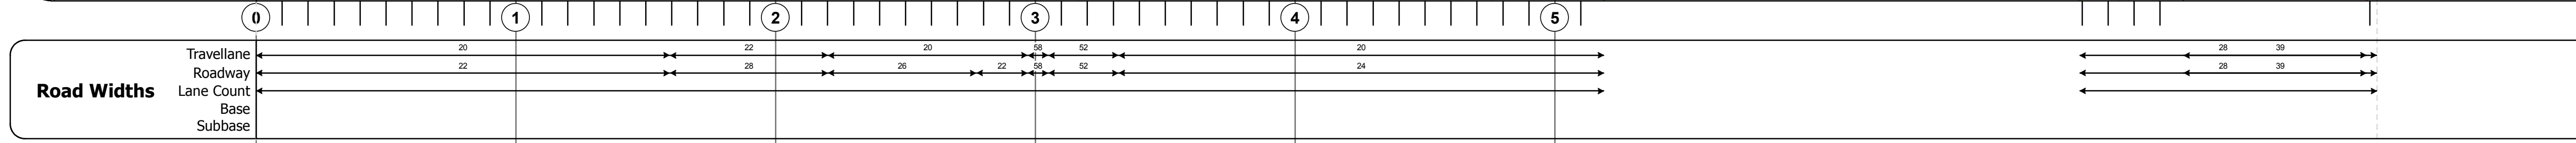 0 1 2 3 4 5
Travellane 20 22 20 58 52 20 28 39
Roadway 22 28 26 22 58 52 24 28 39
Road Widths Lane Count
Base
Subbase